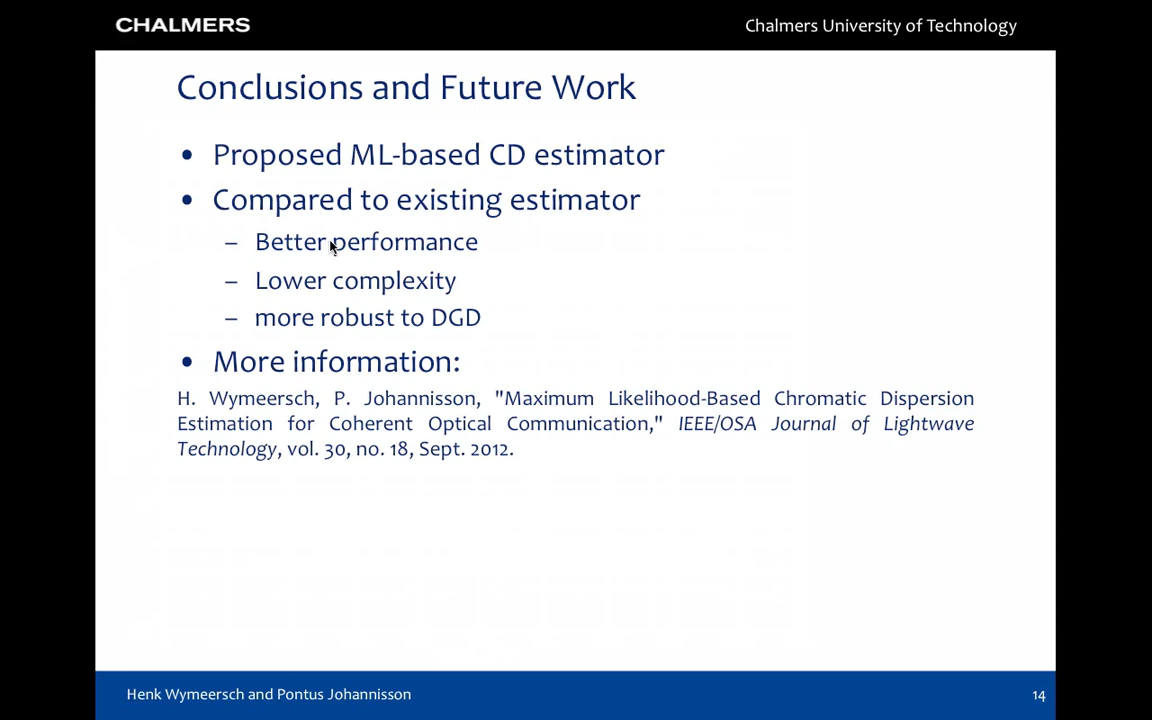 CHALMERS
Chalmers University of Technology
Conclusions and Future Work
• Proposed ML-based CD estimator
• Compared to existing estimator
– Better performance
– Lower complexity
– more robust to DGD
• More information:
H. Wymeersch, P. Johannisson, "Maximum Likelihood-Based Chromatic Dispersion
Estimation for Coherent Optical Communication," IEEE/OSA Journal of Lightwave
Technology, vol. 30, no. 18, Sept. 2012.
Henk Wymeersch and Pontus Johannisson
14